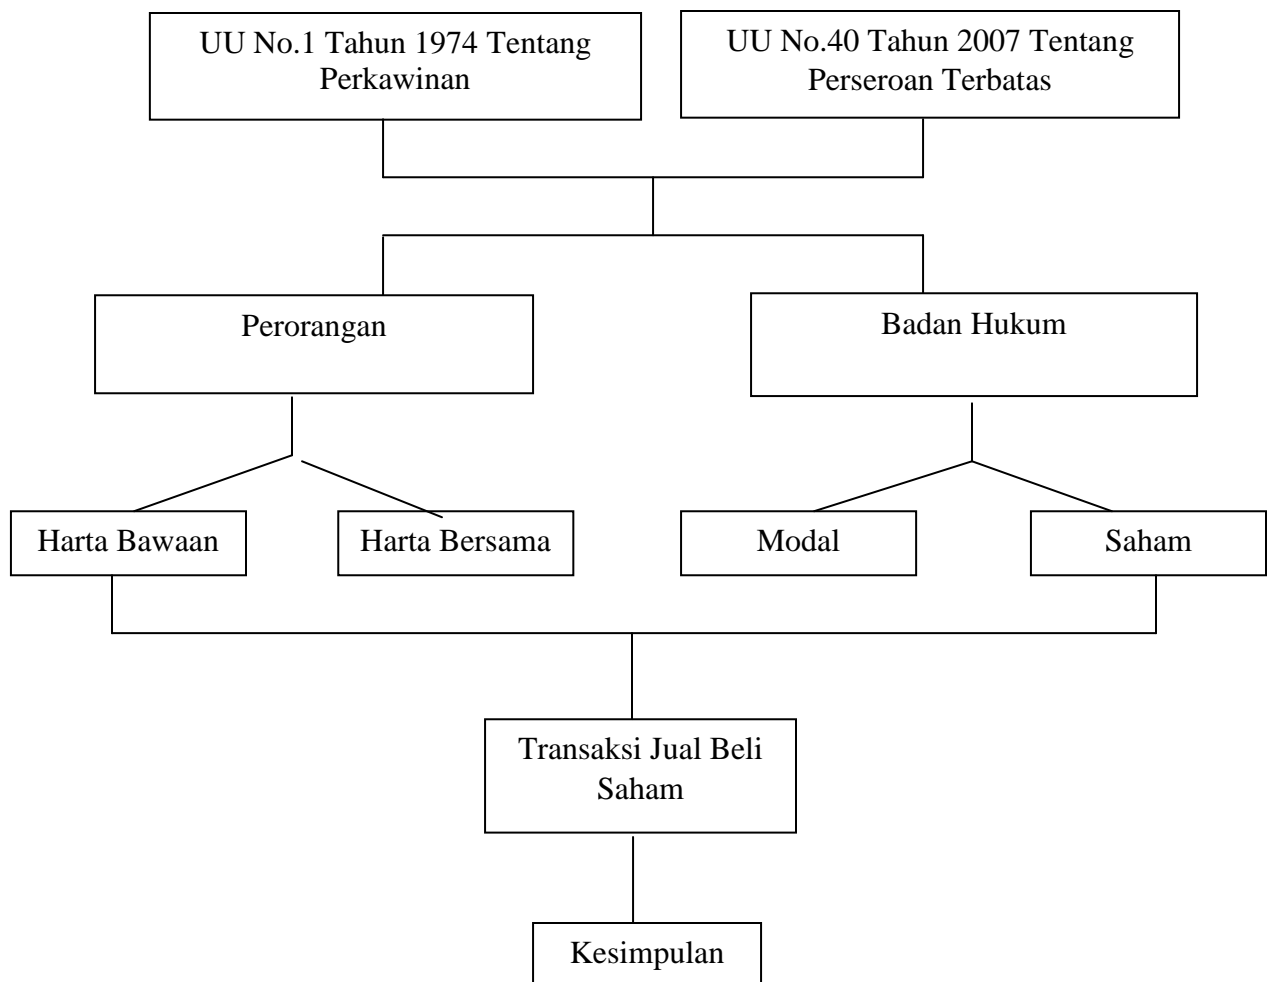 UU No.1 Tahun 1974 Tentang
Perkawinan
UU No.40 Tahun 2007 Tentang
Perseroan Terbatas
Perorangan
Badan Hukum
Harta Bawaan
Harta Bersama
Modal
Saham
Transaksi Jual Beli
Saham
Kesimpulan